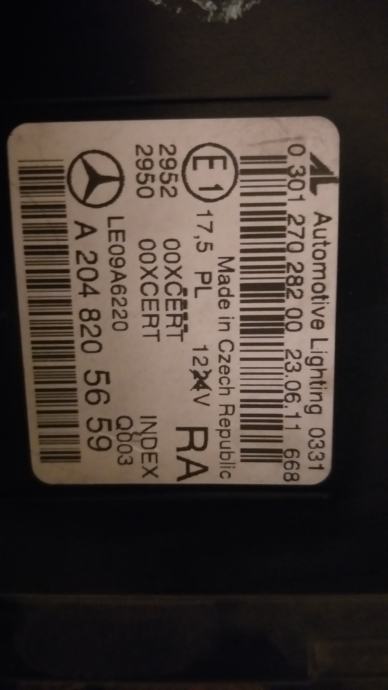 Automotive Lighting 0331
0 301 270 282 00 23.06.11 668
Made in Czech Republic
E1 17,5 PL 1224V RA
2952 00XCERT INDEX
2950 00XCERT Q003
LE09A6220
A 204 820 56 59